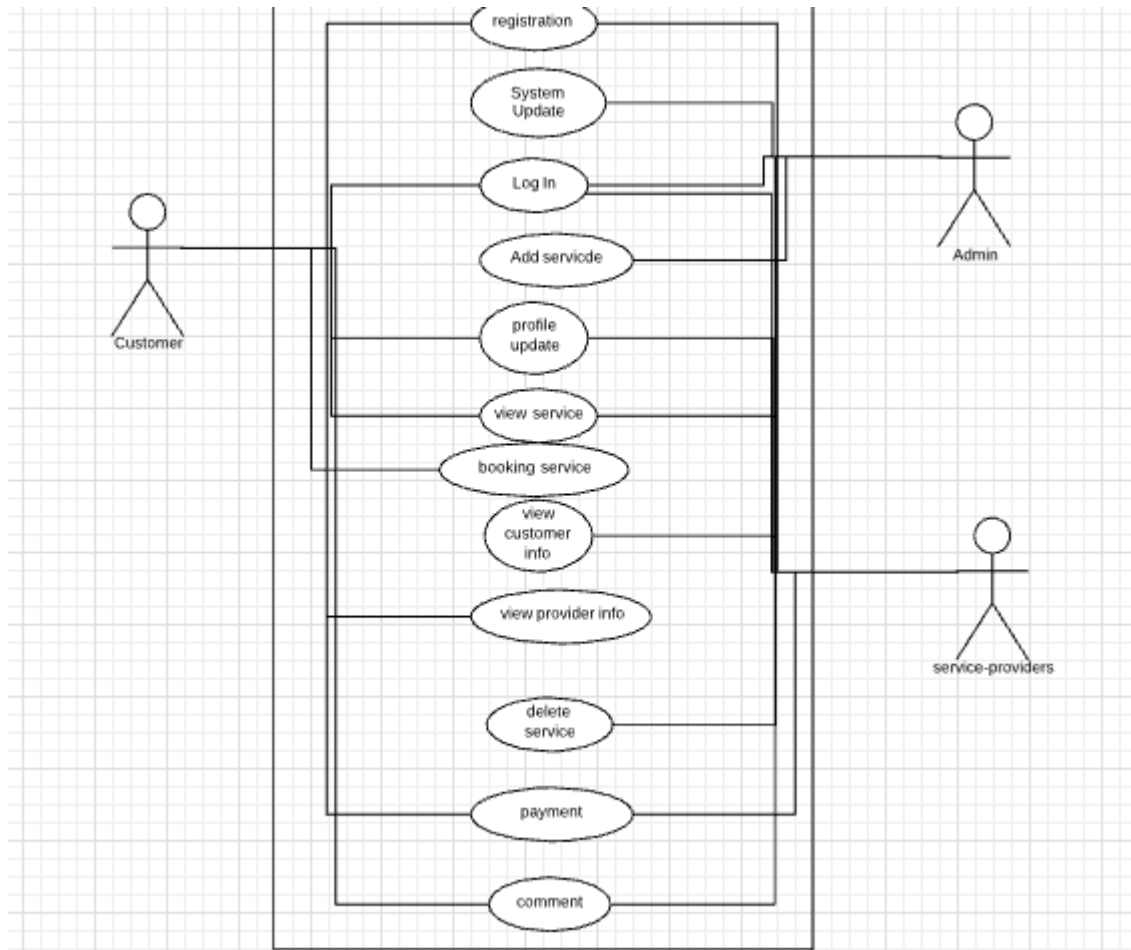 registration
System
Update
Log In
Admin
Add servicde
Customer
profile
update
view service
booking service
view
customer
info
view provider info
service-providers
delete
service
payment
comment